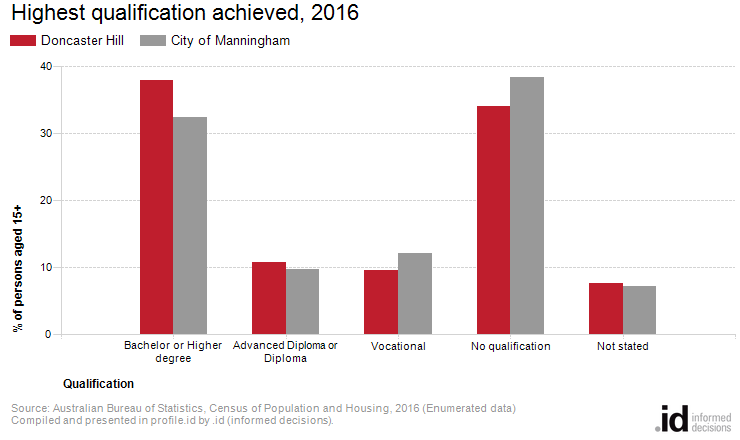 Highest qualification achieved, 2016
Doncaster Hill
City of Manningham
% of persons aged 15+
40
30
20
10
0
Bachelor or Higher
degree
Advanced Diploma or
Diploma
Vocational
No qualification
Not stated
Qualification
Source: Australian Bureau of Statistics, Census of Population and Housing, 2016 (Enumerated data)
Compiled and presented in profile.id by .id (informed decisions).
.id informed
decisions